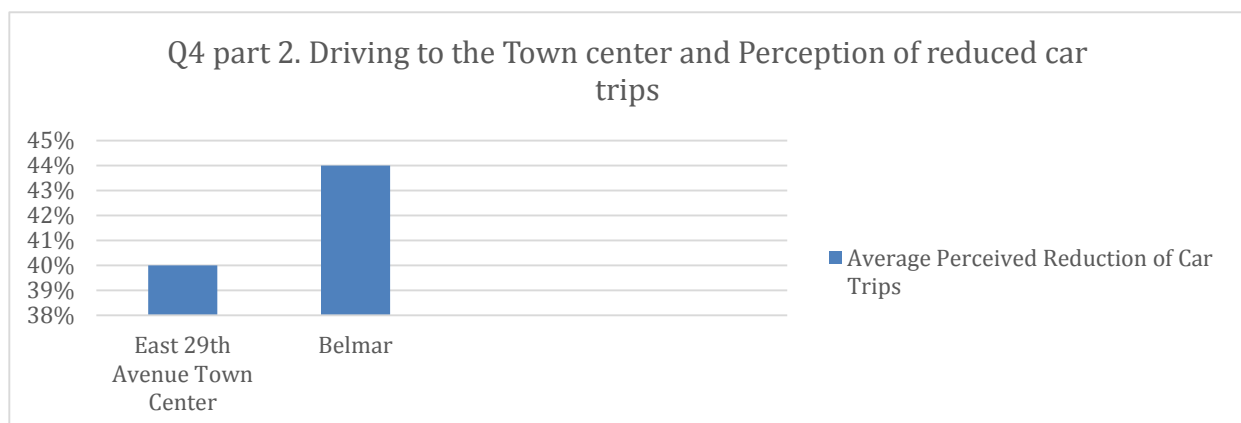 Q4 part 2. Driving to the Town center and Perception of reduced car
trips
45%
44%
43%
42%
41%
40%
39%
38%
East 29th
Avenue Town
Center
Belmar
Average Perceived Reduction of Car
Trips